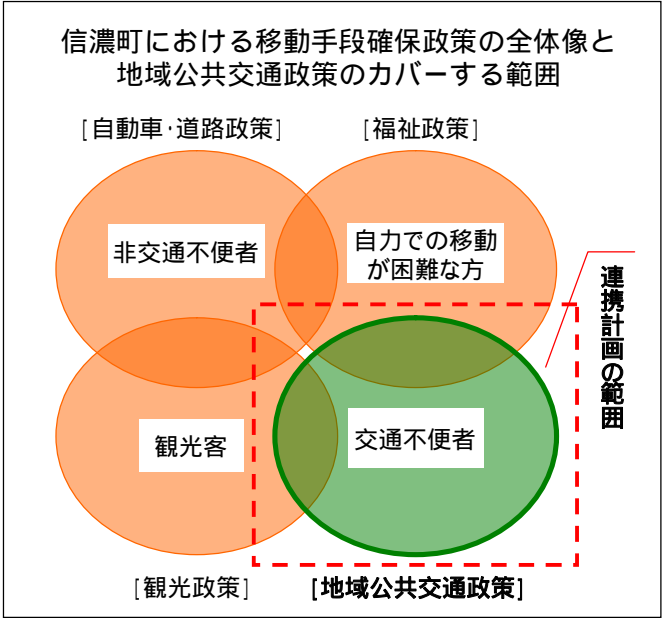 信濃町における移動手段確保政策の全体像と
地域公共交通政策のカバーする範囲
[自動車・道路政策]
[福祉政策]
非交通不便者
自力での移動
が困難な方
連携計画の範囲
観光客
交通不便者
[観光政策]
[地域公共交通政策]